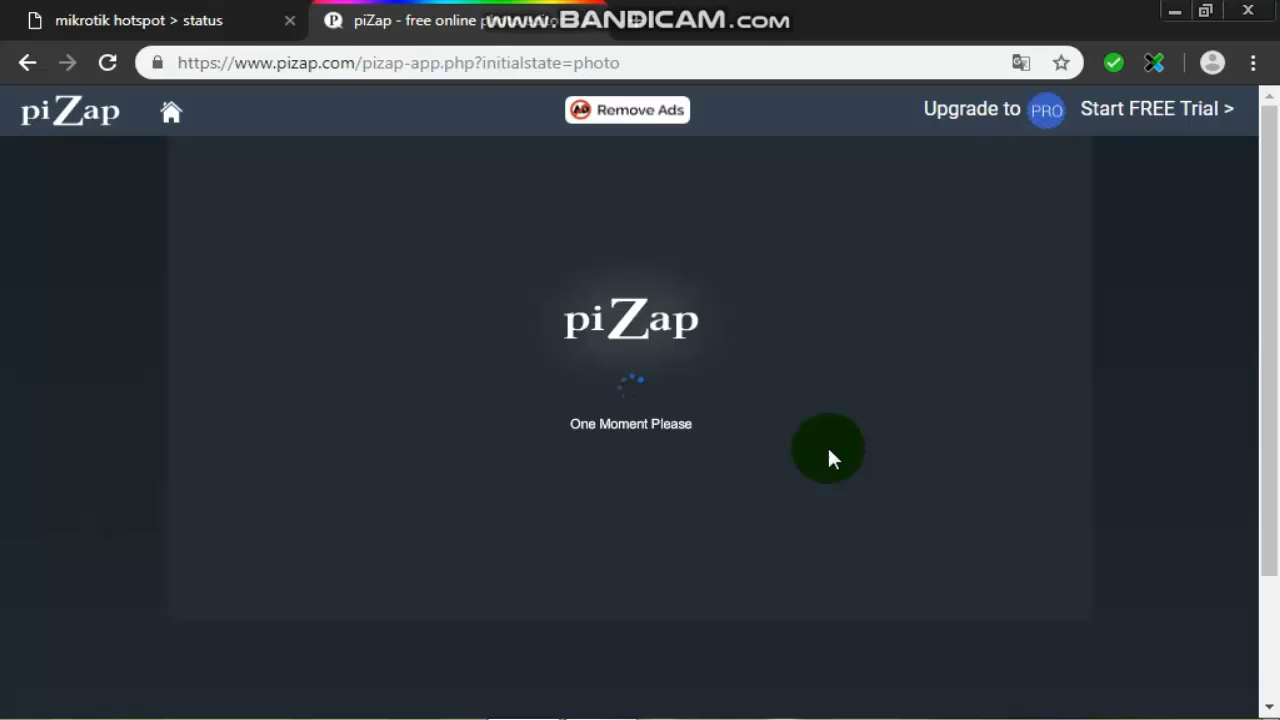 mikrotik hotspot > status
piZap - free online
www.BANDICAM.com
https://www.pizap.com/pizap-app.php?initialstate=photo
piZap
Remove Ads
Upgrade to PRO
Start FREE Trial >
piZap
One Moment Please